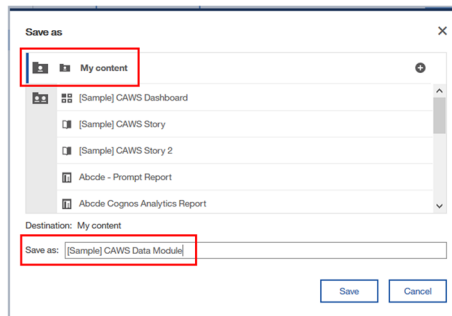 Save as
My content
[Sample] CAWS Dashboard
[Sample] CAWS Story
[Sample] CAWS Story 2
Abcde - Prompt Report
Abcde Cognos Analytics Report
Destination: My content
Save as: [Sample] CAWS Data Module
Save Cancel